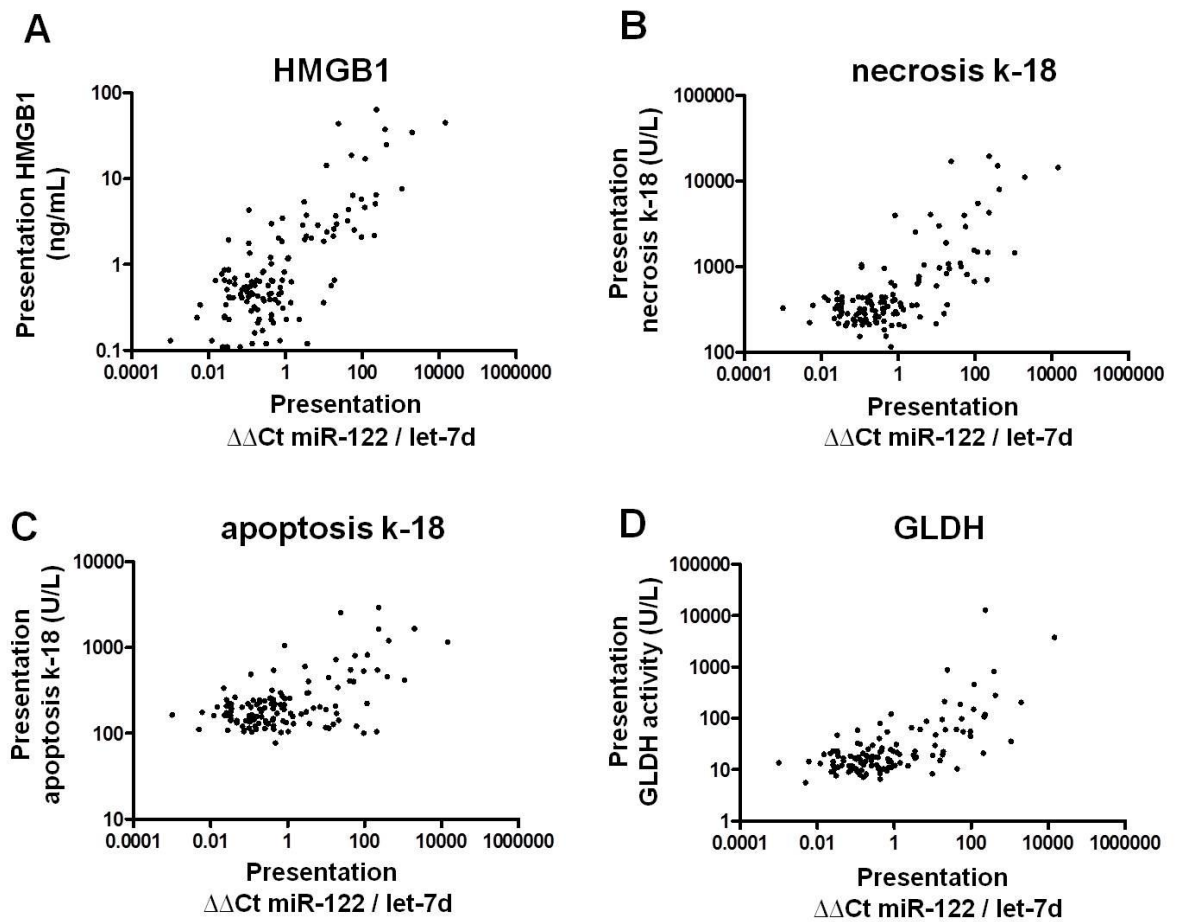 A
HMGB1
Presentation HMGB1
(ng/mL)
100
10
1
0.1
0.0001 0.01 1 100 10000 1000000
Presentation
ΔΔCt miR-122 / let-7d
B
necrosis k-18
Presentation
necrosis k-18 (U/L)
100000
10000
1000
100
0.0001 0.01 1 100 10000 1000000
Presentation
ΔΔCt miR-122 / let-7d
C
apoptosis k-18
Presentation
apoptosis k-18 (U/L)
10000
1000
100
10
0.0001 0.01 1 100 10000 1000000
Presentation
ΔΔCt miR-122 / let-7d
D
GLDH
Presentation
GLDH activity (U/L)
100000
10000
1000
100
10
1
0.0001 0.01 1 100 10000 1000000
Presentation
ΔΔCt miR-122 / let-7d